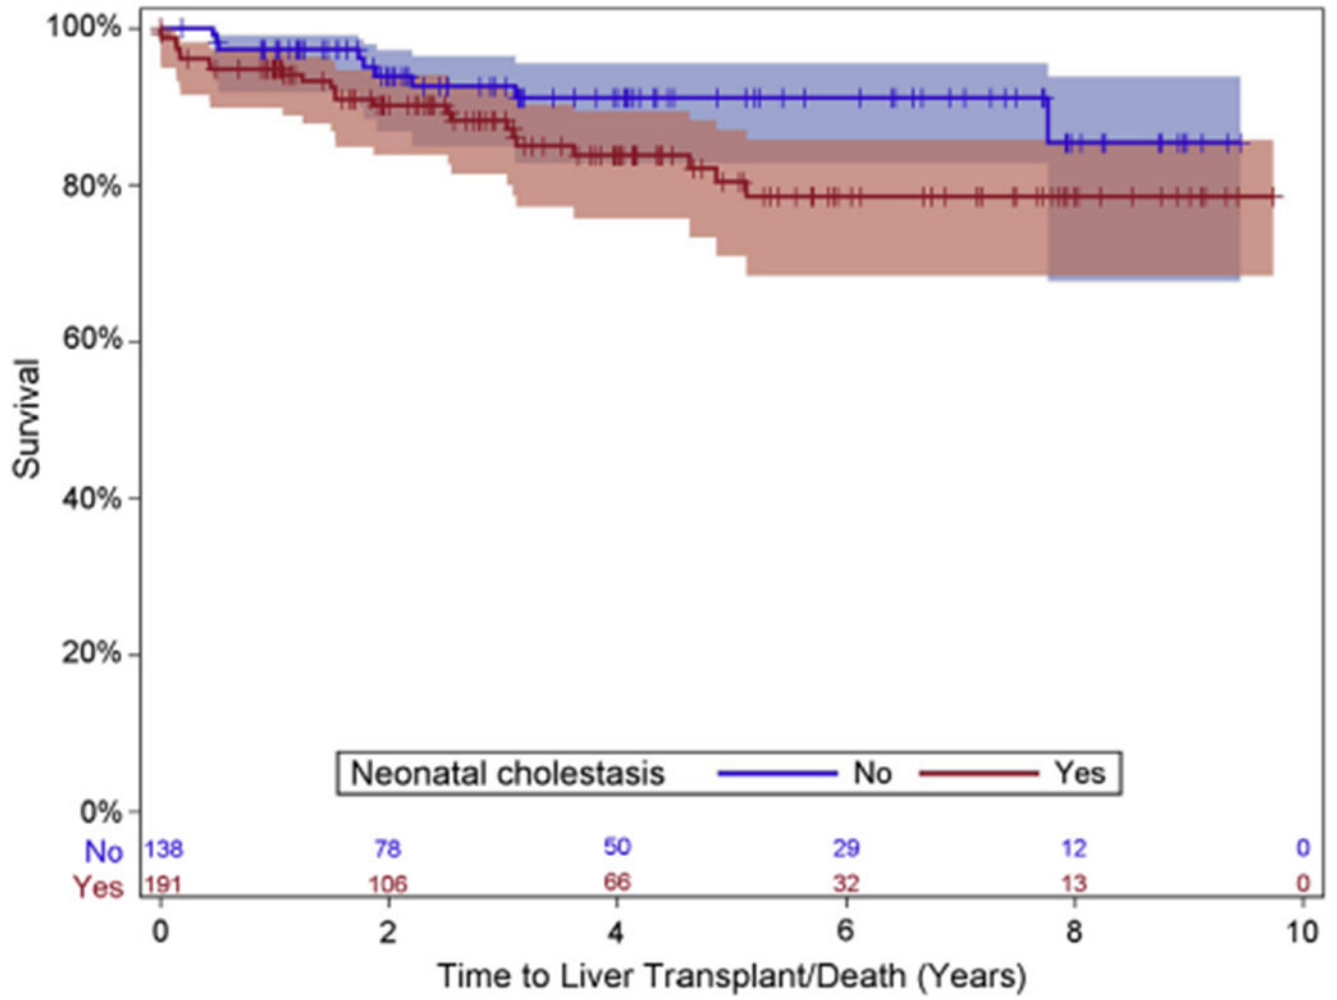 100%
80%
60%
40%
20%
0%
Survival
Neonatal cholestasis No Yes
No 138 78 50 29 12 0
Yes 191 106 66 32 13 0
0 2 4 6 8 10
Time to Liver Transplant/Death (Years)